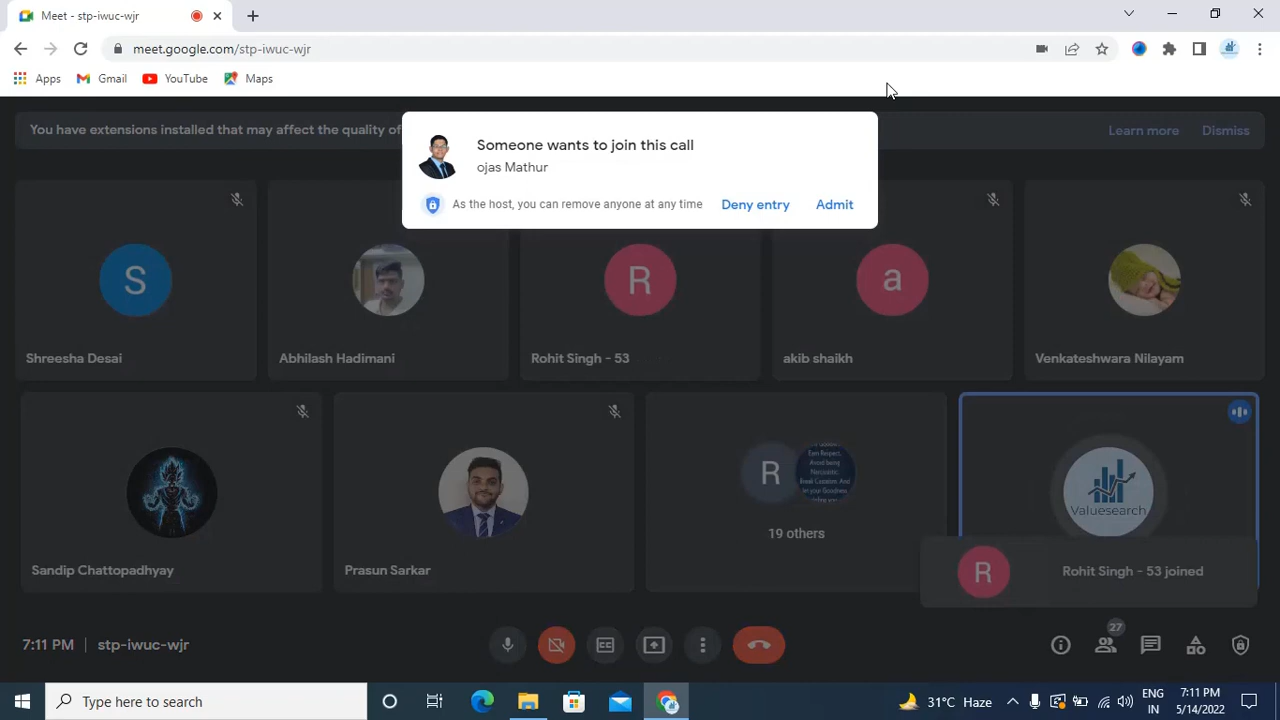 Meet - stp-iwuc-wjr
meet.google.com/stp-iwuc-wjr
Apps
Gmail
YouTube
Maps
You have extensions installed that may affect the quality of
Learn more
Dismiss
Someone wants to join this call
ojas Mathur
As the host, you can remove anyone at any time
Deny entry
Admit
S
R
a
Shreesha Desai
Abhilash Hadimani
Rohit Singh - 53
akib shaikh
Venkateshwara Nilayam
R
19 others
Valuesearch
Sandip Chattopadhyay
Prasun Sarkar
R
Rohit Singh - 53 joined
7:11 PM | stp-iwuc-wjr
CC
27
Type here to search
31°C Haze
ENG
IN
7:11 PM
5/14/2022